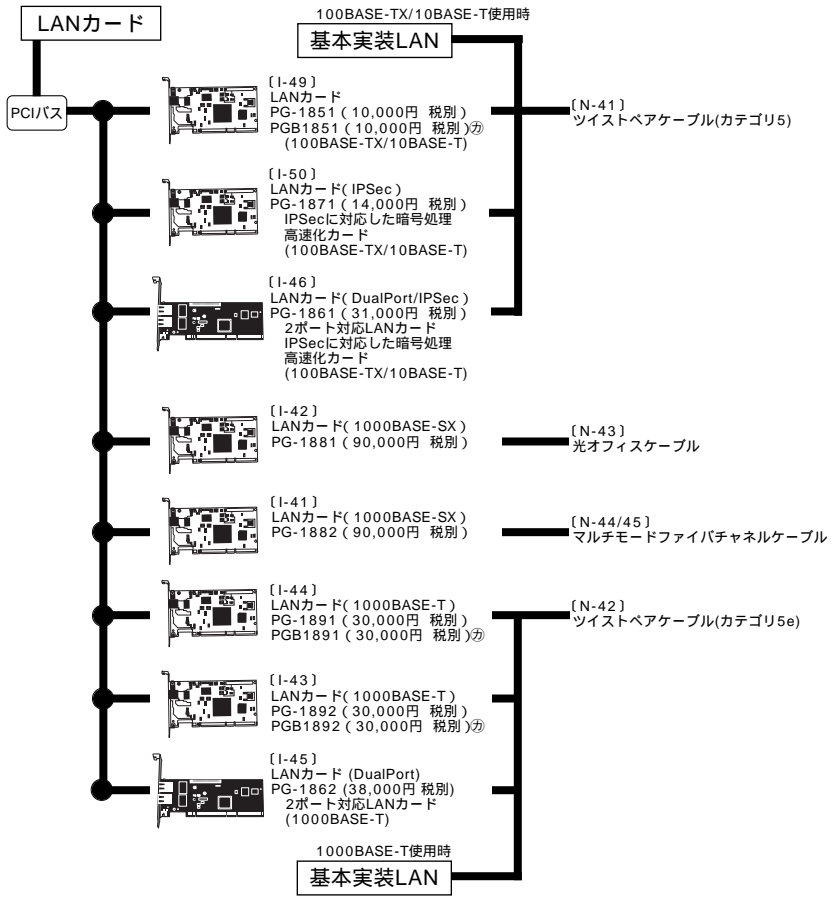 LANカード
100BASE-TX/10BASE-T使用時
基本実装LAN
PCIバス
〔I-49〕
LANカード
PG-1851（10,000円 税別）
PGB1851（10,000円 税別）㋕
(100BASE-TX/10BASE-T)
〔N-41〕
ツイストペアケーブル(カテゴリ5)
〔I-50〕
LANカード（IPSec）
PG-1871（14,000円 税別）
IPSecに対応した暗号処理
高速化カード
(100BASE-TX/10BASE-T)
〔I-46〕
LANカード（DualPort/IPSec）
PG-1861（31,000円 税別）
2ポート対応LANカード
IPSecに対応した暗号処理
高速化カード
(100BASE-TX/10BASE-T)
〔I-42〕
LANカード（1000BASE-SX）
PG-1881（90,000円 税別）
〔N-43〕
光オフィスケーブル
〔I-41〕
LANカード（1000BASE-SX）
PG-1882（90,000円 税別）
〔N-44/45〕
マルチモードファイバチャネルケーブル
〔I-44〕
LANカード（1000BASE-T）
PG-1891（30,000円 税別）
PGB1891（30,000円 税別）㋕
〔N-42〕
ツイストペアケーブル(カテゴリ5e)
〔I-43〕
LANカード（1000BASE-T）
PG-1892（30,000円 税別）
PGB1892（30,000円 税別）㋕
〔I-45〕
LANカード (DualPort)
PG-1862 (38,000円 税別)
2ポート対応LANカード
(1000BASE-T)
1000BASE-T使用時
基本実装LAN